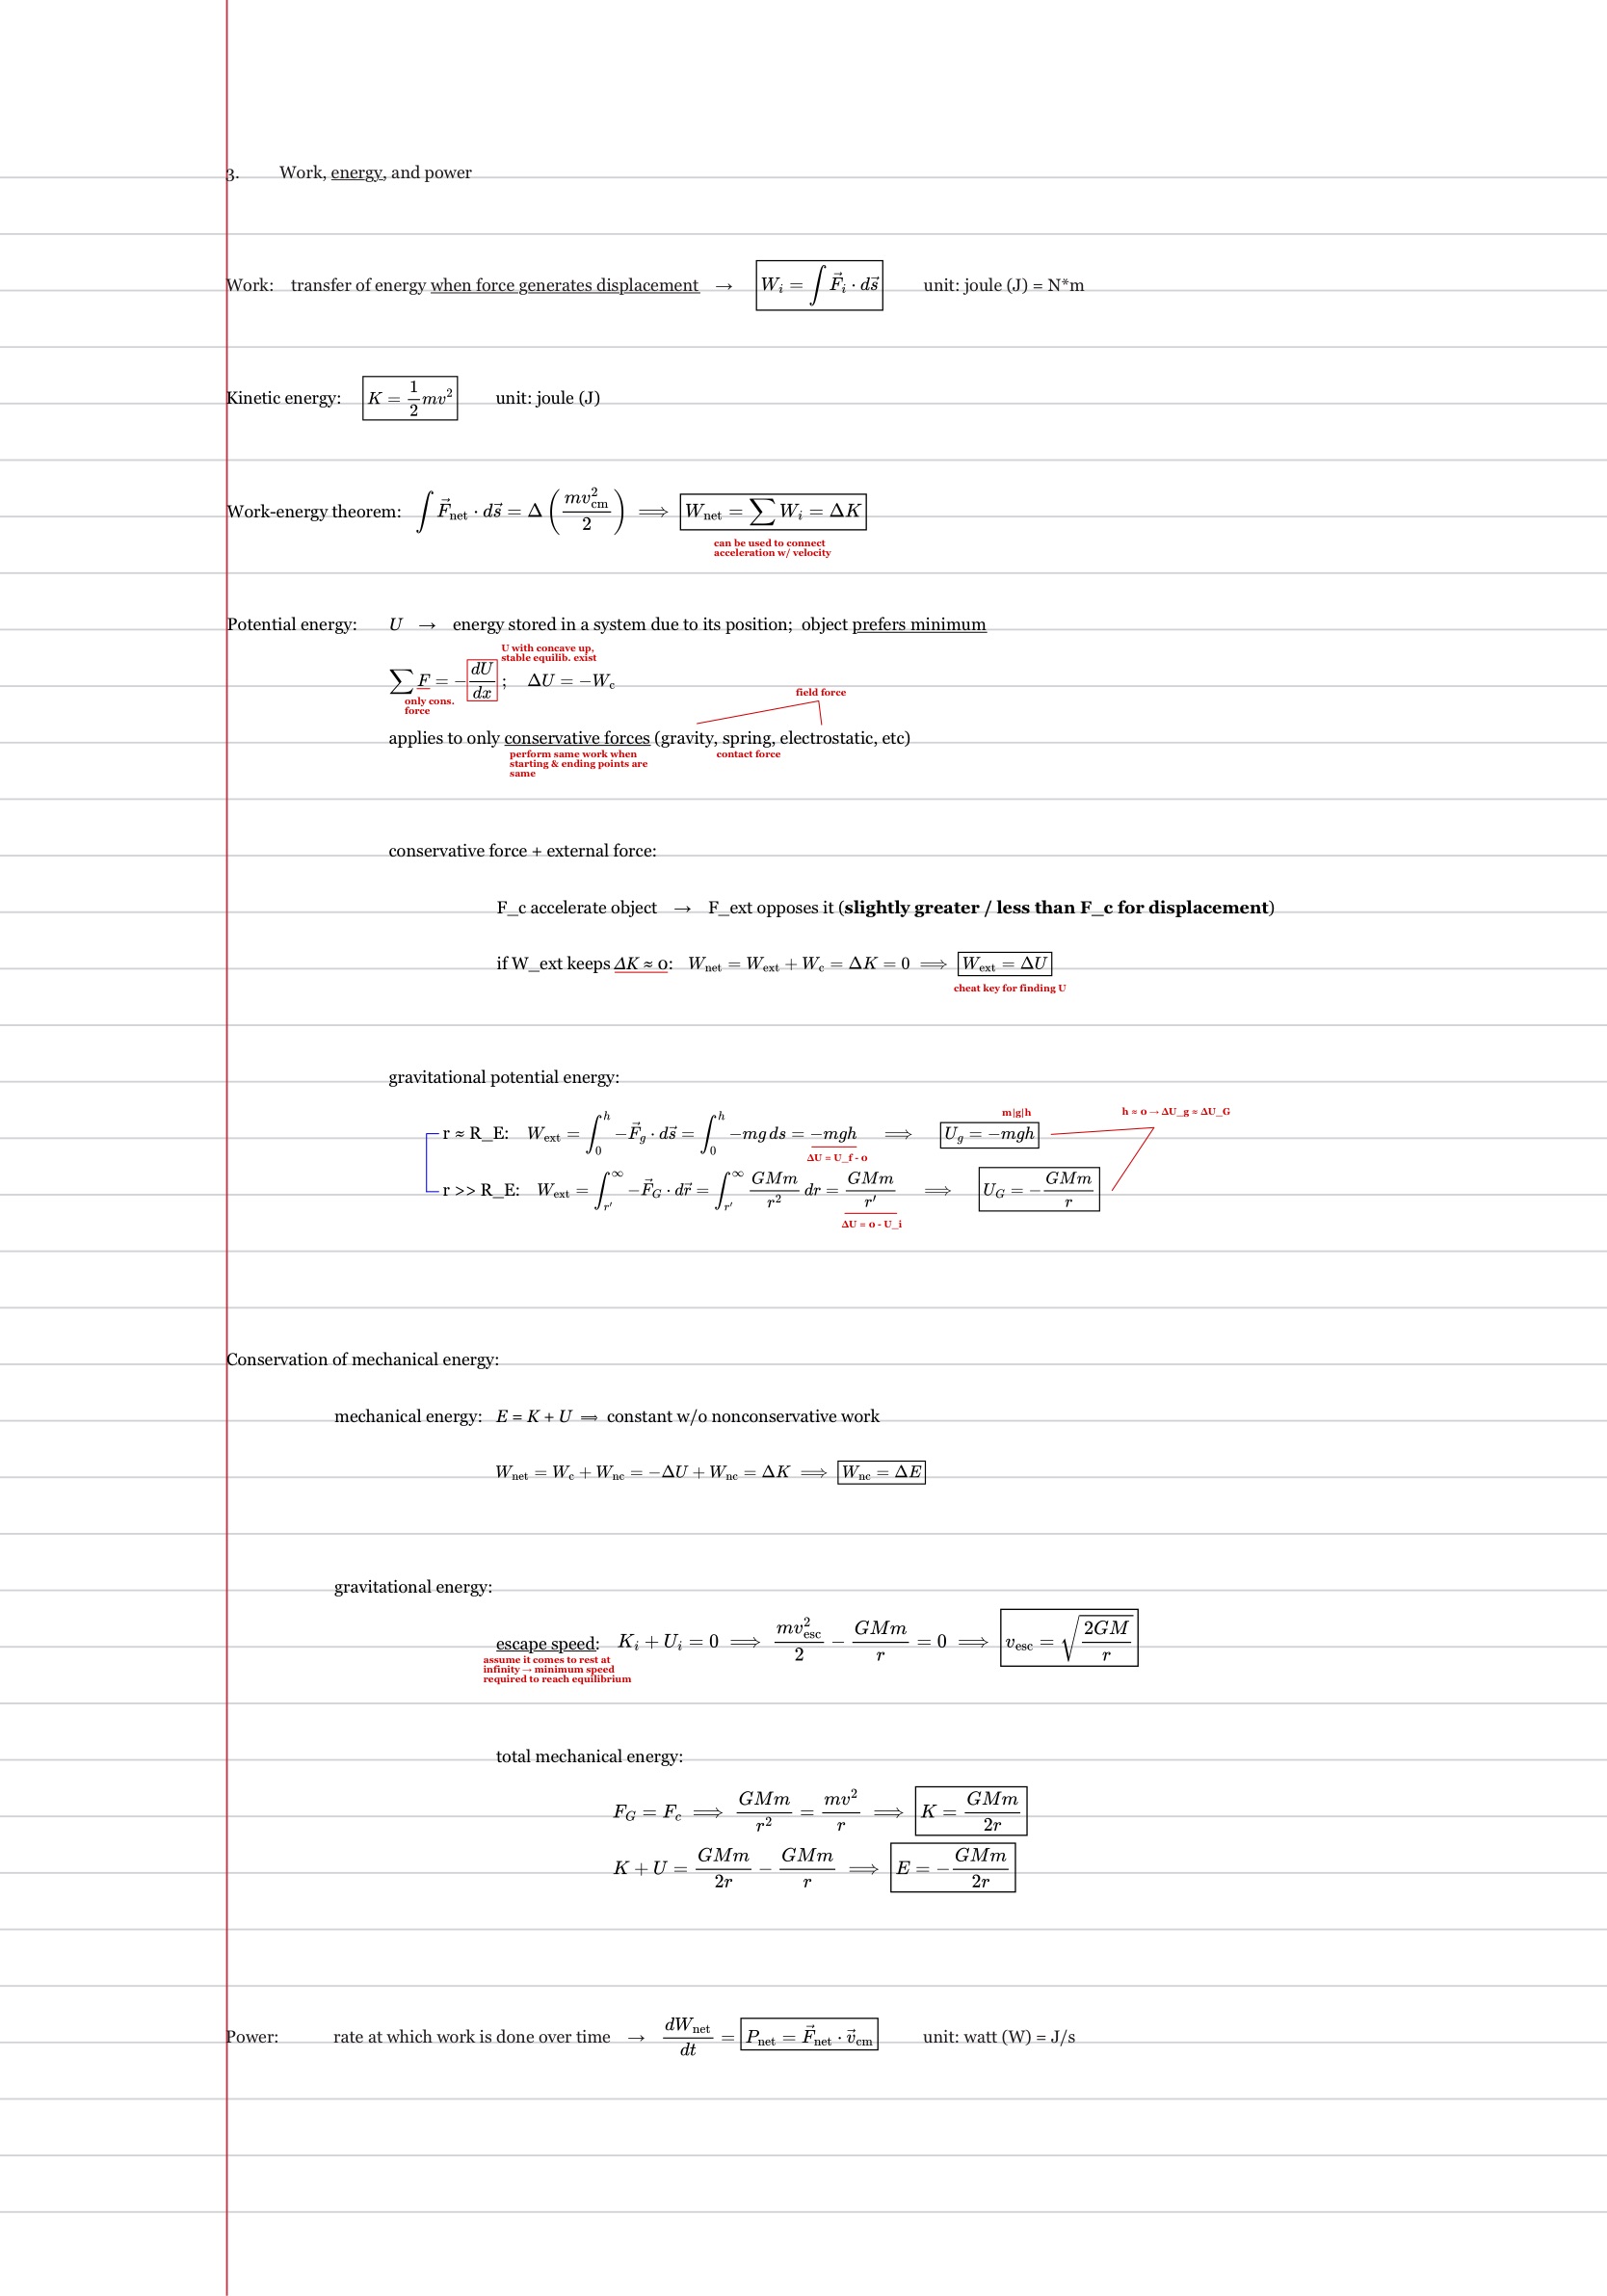 3. Work, energy, and power
Work: transfer of energy when force generates displacement → W_i = ∫ F⃗_i · ds⃗ unit: joule (J) = N*m
Kinetic energy: K = 1/2 mv² unit: joule (J)
Work-energy theorem: ∫ F⃗_net · ds⃗ = Δ (mv²_cm / 2) ⟹ W_net = ∑ W_i = ΔK
can be used to connect
acceleration w/ velocity
Potential energy: U → energy stored in a system due to its position; object prefers minimum
U with concave up,
stable equilib. exist
∑ F = − dU/dx ; ΔU = −W_c
only cons.
force
field force
applies to only conservative forces (gravity, spring, electrostatic, etc)
perform same work when
starting & ending points are
same
contact force
conservative force + external force:
F_c accelerate object → F_ext opposes it (slightly greater / less than F_c for displacement)
if W_ext keeps ΔK ≈ 0: W_net = W_ext + W_c = ΔK = 0 ⟹ W_ext = ΔU
cheat key for finding U
gravitational potential energy:
m|g|h
h ≈ 0 → ΔU_g ≈ ΔU_G
r ≈ R_E: W_ext = ∫_0^h −F⃗_g · ds⃗ = ∫_0^h −mg ds = −mgh ⟹ U_g = −mgh
ΔU = U_f - 0
r >> R_E: W_ext = ∫_r'^∞ −F⃗_G · dr⃗ = ∫_r'^∞ GMm/r² dr = GMm/r' ⟹ U_G = −GMm/r
ΔU = 0 - U_i
Conservation of mechanical energy:
mechanical energy: E = K + U ⟹ constant w/o nonconservative work
W_net = W_c + W_nc = −ΔU + W_nc = ΔK ⟹ W_nc = ΔE
gravitational energy:
escape speed: K_i + U_i = 0 ⟹ mv²_esc/2 − GMm/r = 0 ⟹ v_esc = √(2GM/r)
assume it comes to rest at
infinity → minimum speed
required to reach equilibrium
total mechanical energy:
F_G = F_c ⟹ GMm/r² = mv²/r ⟹ K = GMm/2r
K + U = GMm/2r − GMm/r ⟹ E = −GMm/2r
Power: rate at which work is done over time → dW_net/dt = P_net = F⃗_net · v⃗_cm unit: watt (W) = J/s